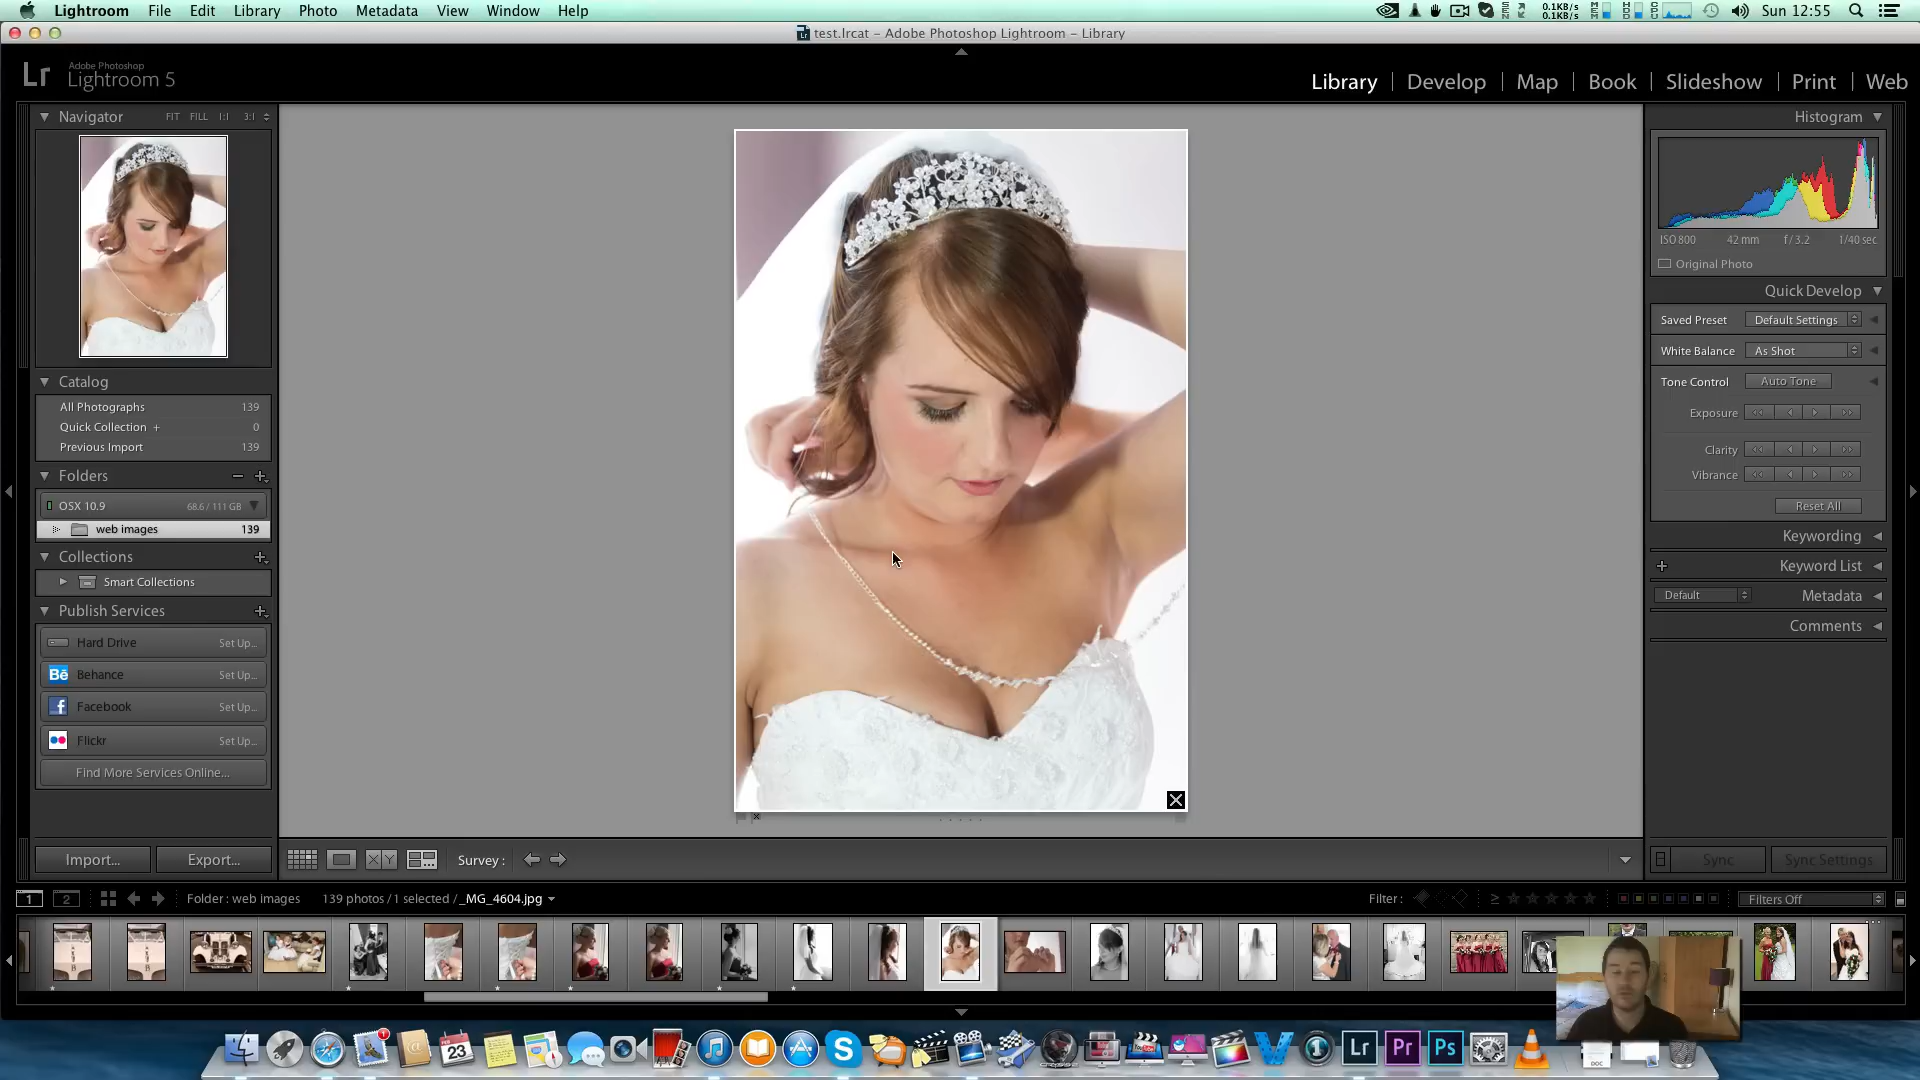 Lightroom File Edit Library Photo Metadata View Window Help
0.1KB/s
0.1KB/s
Sun 12:55
test.lrcat – Adobe Photoshop Lightroom – Library
Lr Adobe Photoshop
Lightroom 5
Library Develop Map Book Slideshow Print Web
Navigator FIT FILL 1:1 3:1
Catalog
All Photographs 139
Quick Collection + 0
Previous Import 139
Folders
OSX 10.9 68.6 / 111 GB
web images 139
Collections
Smart Collections
Publish Services
Hard Drive Set Up...
Bē Behance Set Up...
f Facebook Set Up...
Flickr Set Up...
Find More Services Online...
Import... Export...
Survey :
Histogram
ISO 800 42 mm f / 3.2 1/40 sec
Original Photo
Quick Develop
Saved Preset Default Settings
White Balance As Shot
Tone Control Auto Tone
Exposure
Clarity
Vibrance
Reset All
Keywording
Keyword List
Default Metadata
Comments
Sync Sync Settings
1 2 Folder : web images 139 photos / 1 selected / _MG_4604.jpg
Filter : Filters Off
23
Lr Pr Ps